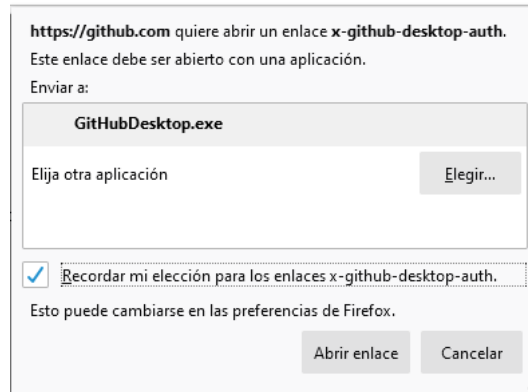 https://github.com quiere abrir un enlace x-github-desktop-auth.
Este enlace debe ser abierto con una aplicación.
Enviar a:
GitHubDesktop.exe
Elija otra aplicación
Elegir...
Recordar mi elección para los enlaces x-github-desktop-auth.
Esto puede cambiarse en las preferencias de Firefox.
Abrir enlace Cancelar